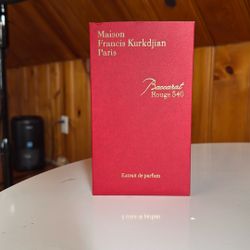 Maison
Francis Kurkdjian
Paris
Baccarat
Rouge 540
Extrait de parfum